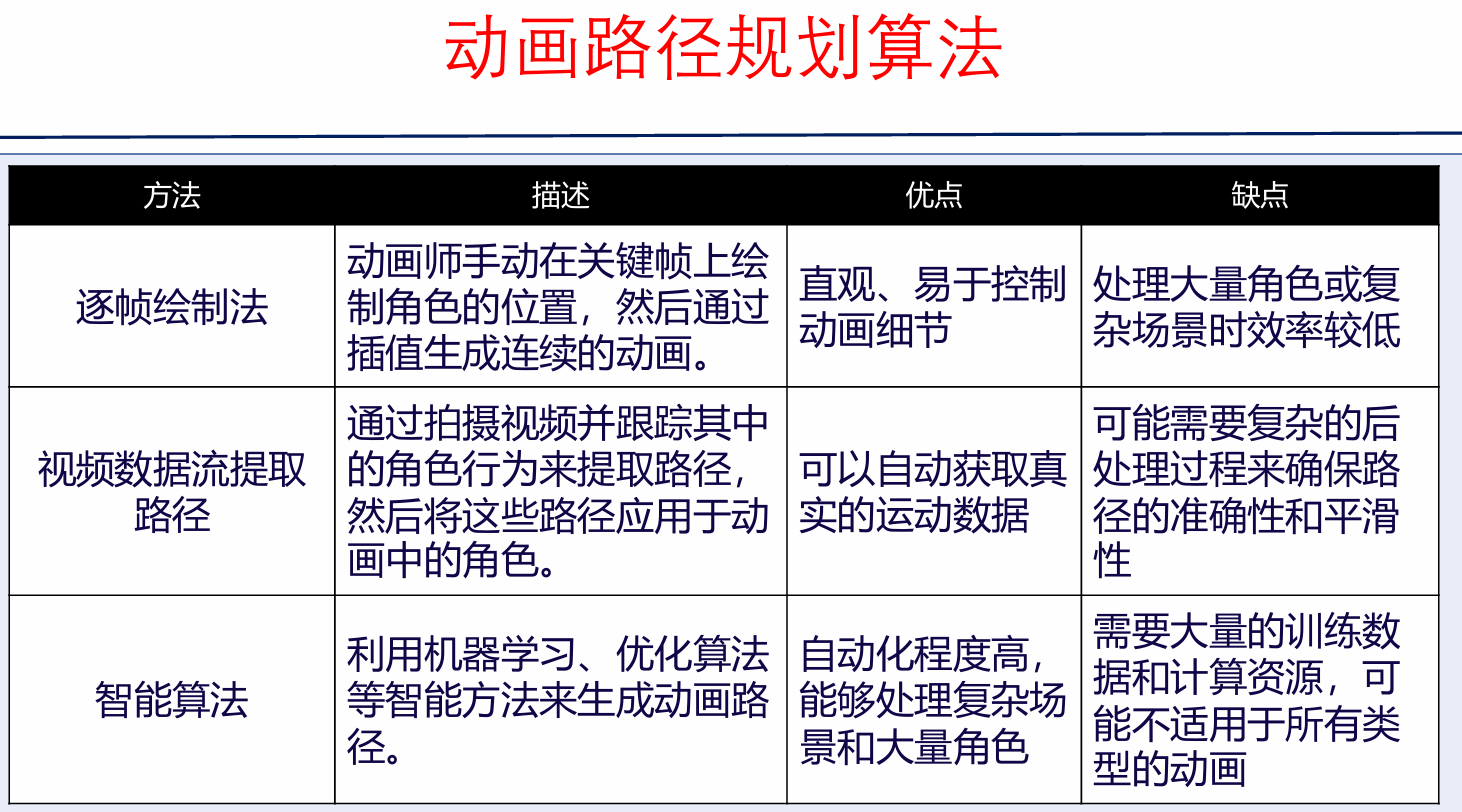 动画路径规划算法
方法
描述
优点
缺点
逐帧绘制法
动画师手动在关键帧上绘
制角色的位置，然后通过
插值生成连续的动画。
直观、易于控制
动画细节
处理大量角色或复
杂场景时效率较低
视频数据流提取
路径
通过拍摄视频并跟踪其中
的角色行为来提取路径，
然后将这些路径应用于动
画中的角色。
可以自动获取真
实的运动数据
可能需要复杂的后
处理过程来确保路
径的准确性和平滑
性
智能算法
利用机器学习、优化算法
等智能方法来生成动画路
径。
自动化程度高，
能够处理复杂场
景和大量角色
需要大量的训练数
据和计算资源，可
能不适用于所有类
型的动画